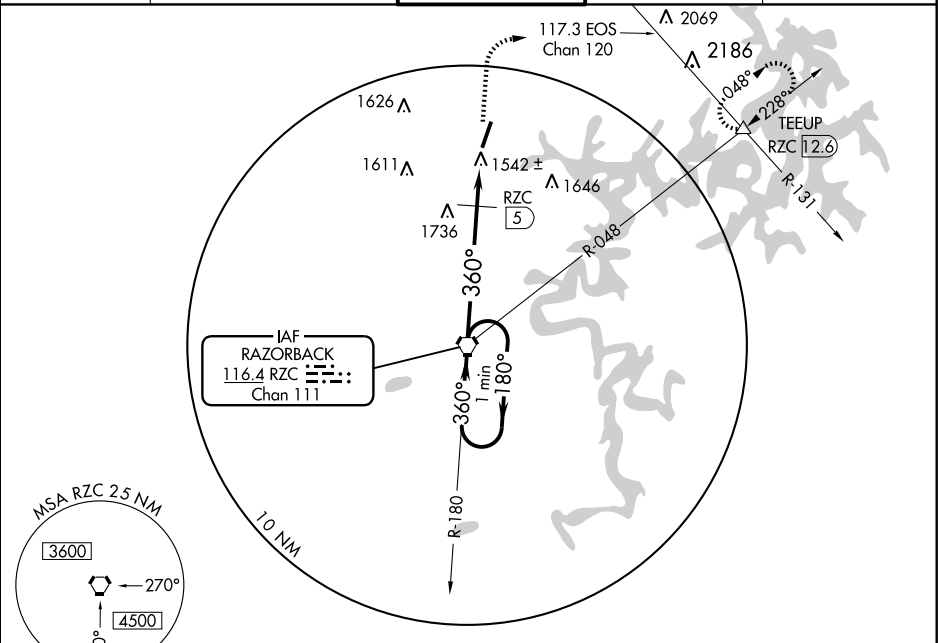 2069
117.3 EOS
Chan 120
2186
048°
228°
TEEUP
RZC 12.6
1626
1611
1542 ±
1646
RZC
5
1736
R-131
R-048
360°
IAF
RAZORBACK
116.4 RZC
Chan 111
360°
1 min
180°
R-180
10 NM
MSA RZC 25 NM
3600
270°
4500